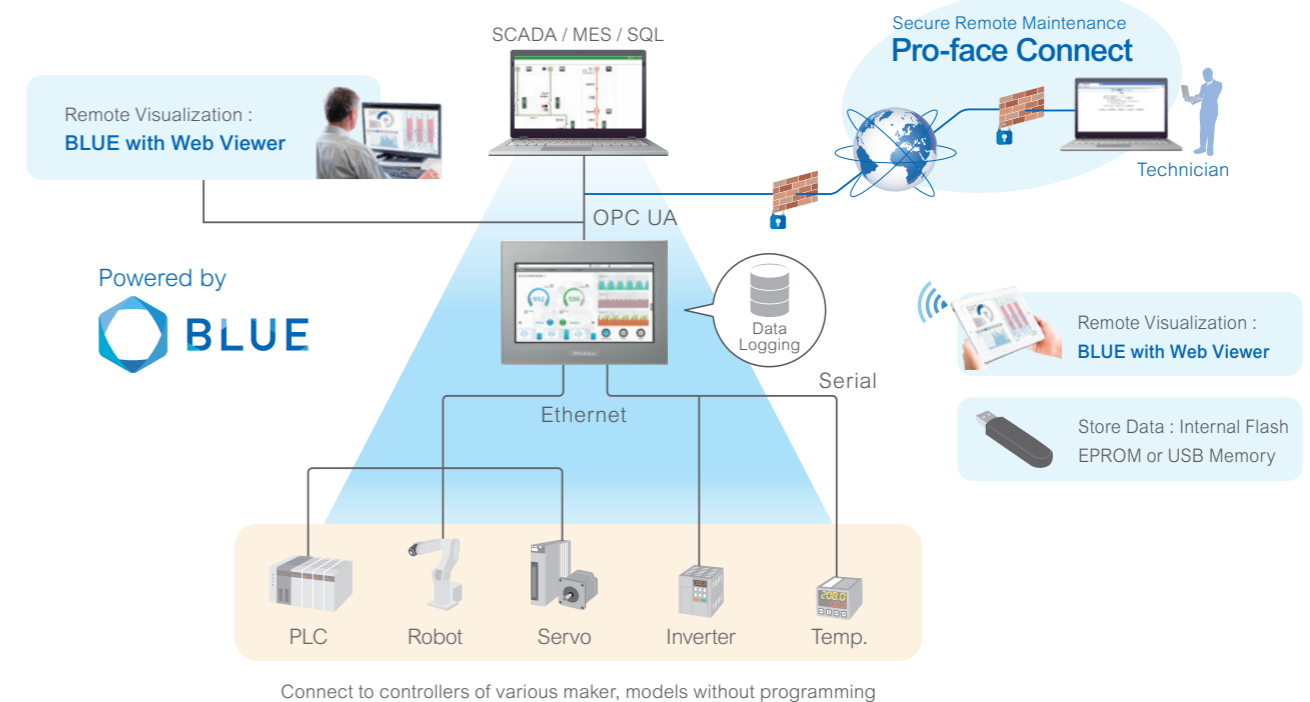 SCADA / MES / SQL
Secure Remote Maintenance
Pro-face Connect
Remote Visualization :
BLUE with Web Viewer
Technician
OPC UA
Powered by
BLUE
Data
Logging
Remote Visualization :
BLUE with Web Viewer
Serial
Ethernet
Store Data : Internal Flash
EPROM or USB Memory
208.0
PLC
Robot
Servo
Inverter
Temp.
Connect to controllers of various maker, models without programming